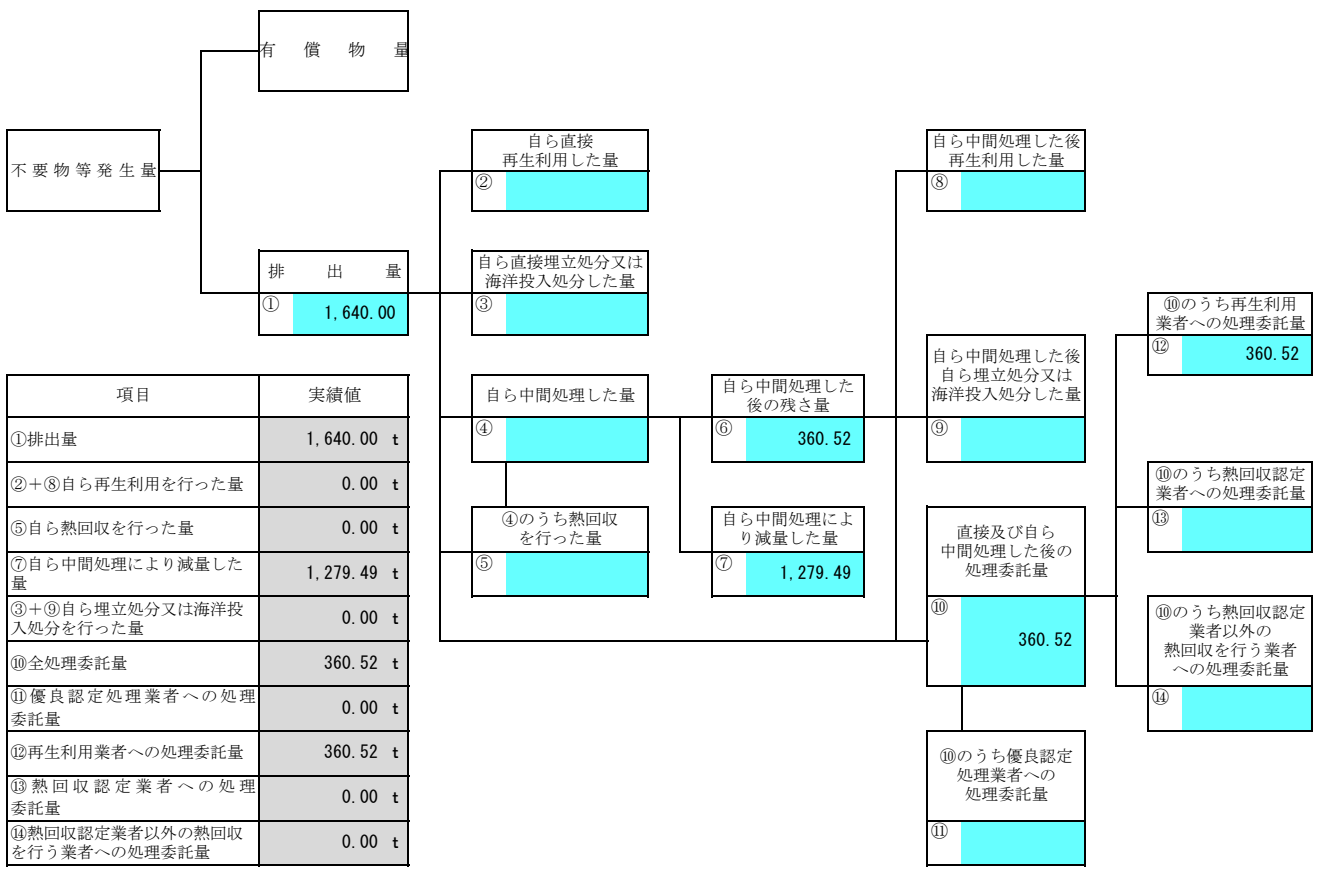 有償物量
不要物等発生量
排出量
① 1,640.00
自ら直接
再生利用した量
②
自ら直接埋立処分又は
海洋投入処分した量
③
自ら中間処理した量
④
④のうち熱回収
を行った量
⑤
自ら中間処理した
後の残さ量
⑥ 360.52
自ら中間処理によ
り減量した量
⑦ 1,279.49
自ら中間処理した後
再生利用した量
⑧
自ら中間処理した後
自ら埋立処分又は
海洋投入処分した量
⑨
直接及び自ら
中間処理した後の
処理委託量
⑩ 360.52
⑩のうち優良認定
処理業者への
処理委託量
⑪
⑩のうち再生利用
業者への処理委託量
⑫ 360.52
⑩のうち熱回収認定
業者への処理委託量
⑬
⑩のうち熱回収認定
業者以外の
熱回収を行う業者
への処理委託量
⑭
項目 実績値
①排出量 1,640.00 t
②+⑧自ら再生利用を行った量 0.00 t
⑤自ら熱回収を行った量 0.00 t
⑦自ら中間処理により減量した
量 1,279.49 t
③+⑨自ら埋立処分又は海洋投
入処分を行った量 0.00 t
⑩全処理委託量 360.52 t
⑪優良認定処理業者への処理
委託量 0.00 t
⑫再生利用業者への処理委託量 360.52 t
⑬熱回収認定業者への処理
委託量 0.00 t
⑭熱回収認定業者以外の熱回収
を行う業者への処理委託量 0.00 t